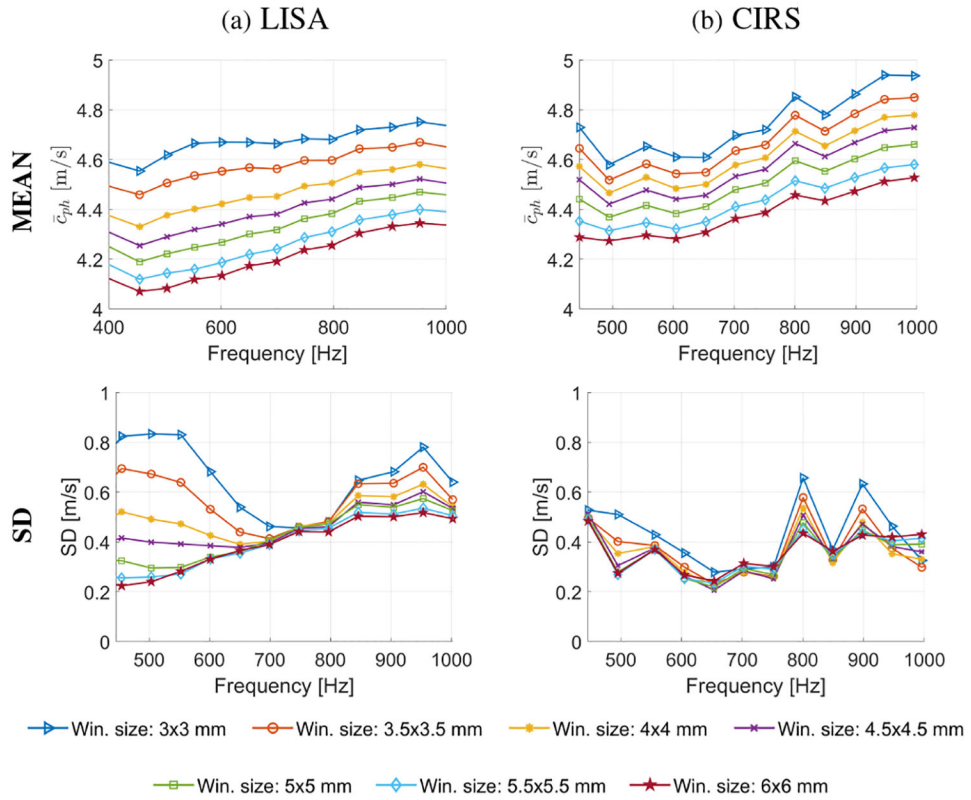 (a) LISA
(b) CIRS
MEAN
c̄ph [m/s]
5
4.8
4.6
4.4
4.2
4
400
500
600
700
800
900
1000
Frequency [Hz]
c̄ph [m/s]
5
4.8
4.6
4.4
4.2
4
500
600
700
800
900
1000
Frequency [Hz]
SD
SD [m/s]
1
0.8
0.6
0.4
0.2
0
500
600
700
800
900
1000
Frequency [Hz]
SD [m/s]
1
0.8
0.6
0.4
0.2
0
500
600
700
800
900
1000
Frequency [Hz]
Win. size: 3x3 mm
Win. size: 3.5x3.5 mm
Win. size: 4x4 mm
Win. size: 4.5x4.5 mm
Win. size: 5x5 mm
Win. size: 5.5x5.5 mm
Win. size: 6x6 mm